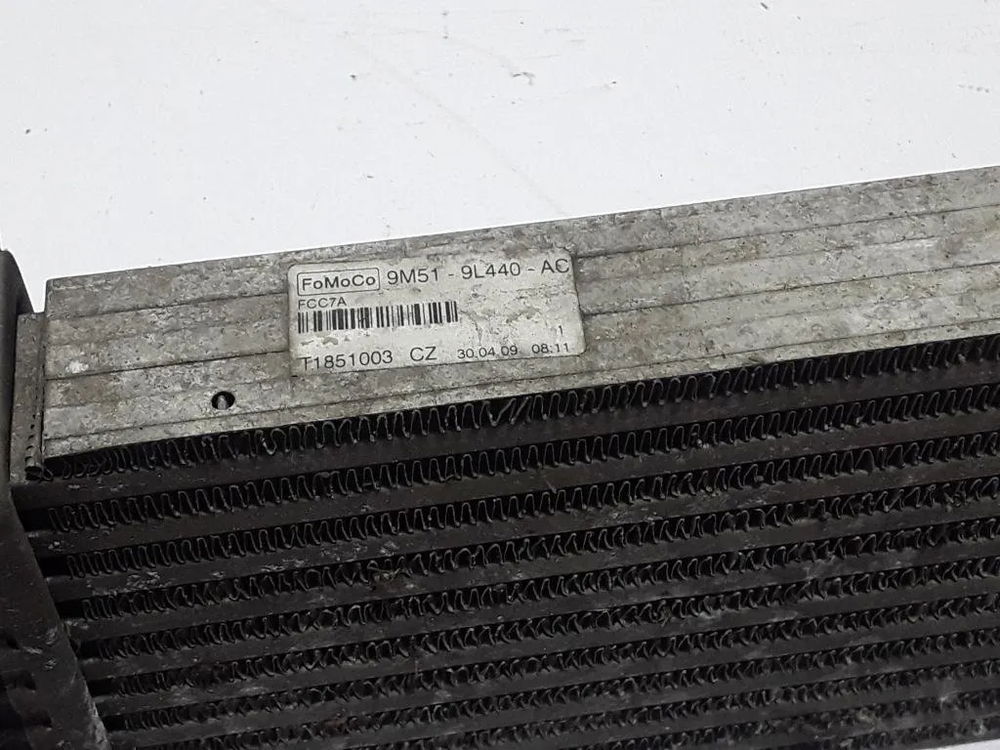 FoMoCo 9M51 - 9L440 - AC
FCC7A
1
T1851003 CZ 30.04.09 08:11